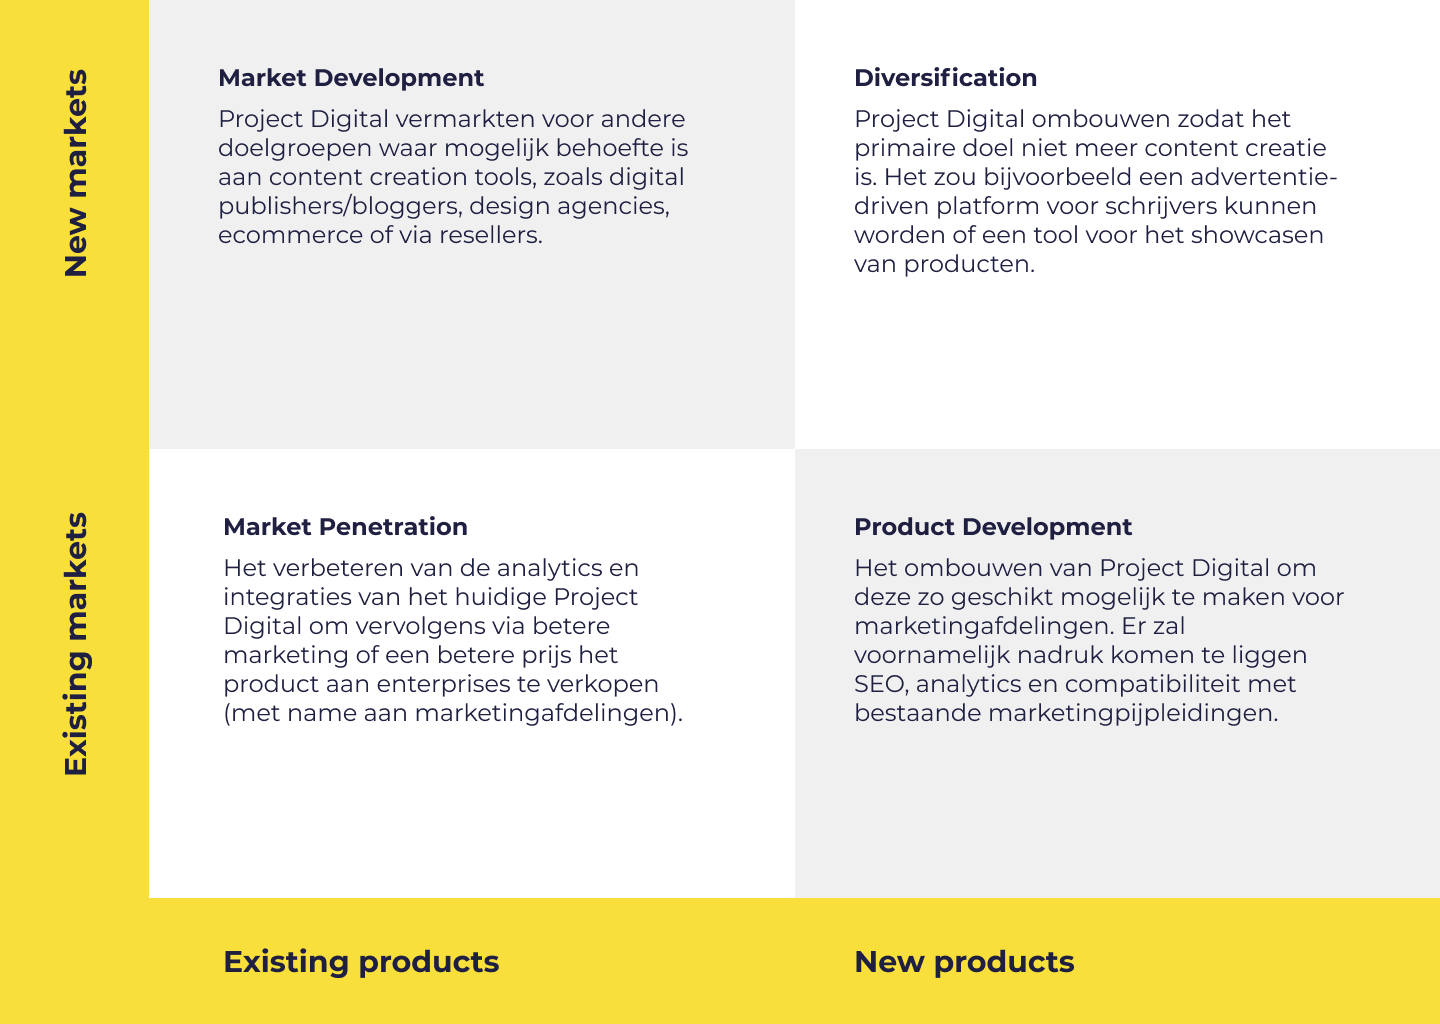 New markets
Market Development
Project Digital vermarkten voor andere
doelgroepen waar mogelijk behoefte is
aan content creation tools, zoals digital
publishers/bloggers, design agencies,
ecommerce of via resellers.
Diversification
Project Digital ombouwen zodat het
primaire doel niet meer content creatie
is. Het zou bijvoorbeeld een advertentie-
driven platform voor schrijvers kunnen
worden of een tool voor het showcasen
van producten.
Existing markets
Market Penetration
Het verbeteren van de analytics en
integraties van het huidige Project
Digital om vervolgens via betere
marketing of een betere prijs het
product aan enterprises te verkopen
(met name aan marketingafdelingen).
Product Development
Het ombouwen van Project Digital om
deze zo geschikt mogelijk te maken voor
marketingafdelingen. Er zal
voornamelijk nadruk komen te liggen
SEO, analytics en compatibiliteit met
bestaande marketingpijpleidingen.
Existing products
New products